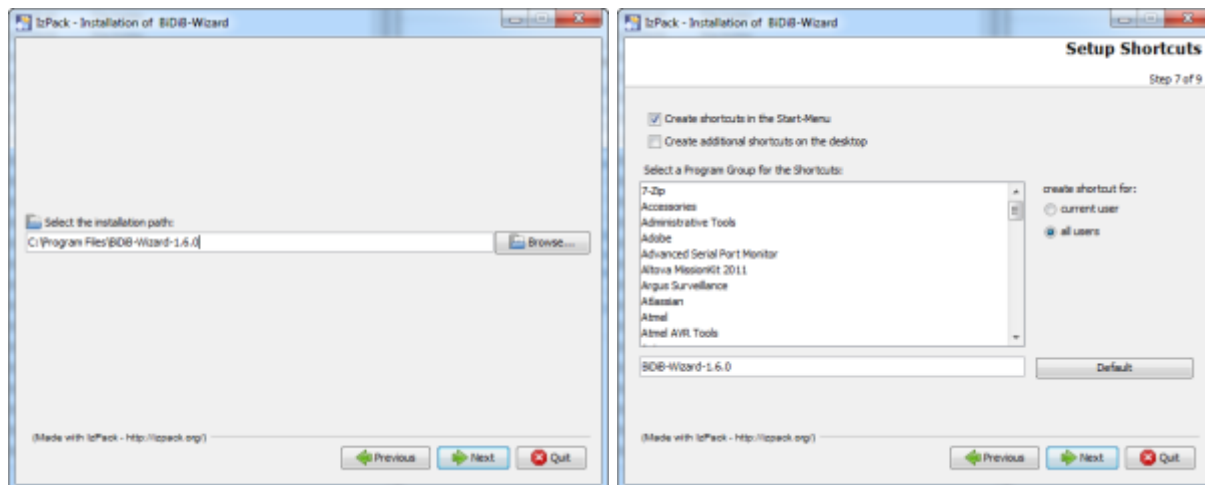 IzPack - Installation of BiDiB-Wizard
Select the installation path:
C:\Program Files\BiDiB-Wizard-1.6.0
Browse...
(Made with IzPack - http://izpack.org/)
Previous
Next
Quit
IzPack - Installation of BiDiB-Wizard
Setup Shortcuts
Step 7 of 9
Create shortcuts in the Start-Menu
Create additional shortcuts on the desktop
Select a Program Group for the Shortcuts:
7-Zip
Accessories
Administrative Tools
Adobe
Advanced Serial Port Monitor
Altova MissionKit 2011
Argus Surveillance
Atlassian
Atmel
Atmel AVR Tools
create shortcut for:
current user
all users
BiDiB-Wizard-1.6.0
Default
(Made with IzPack - http://izpack.org/)
Previous
Next
Quit